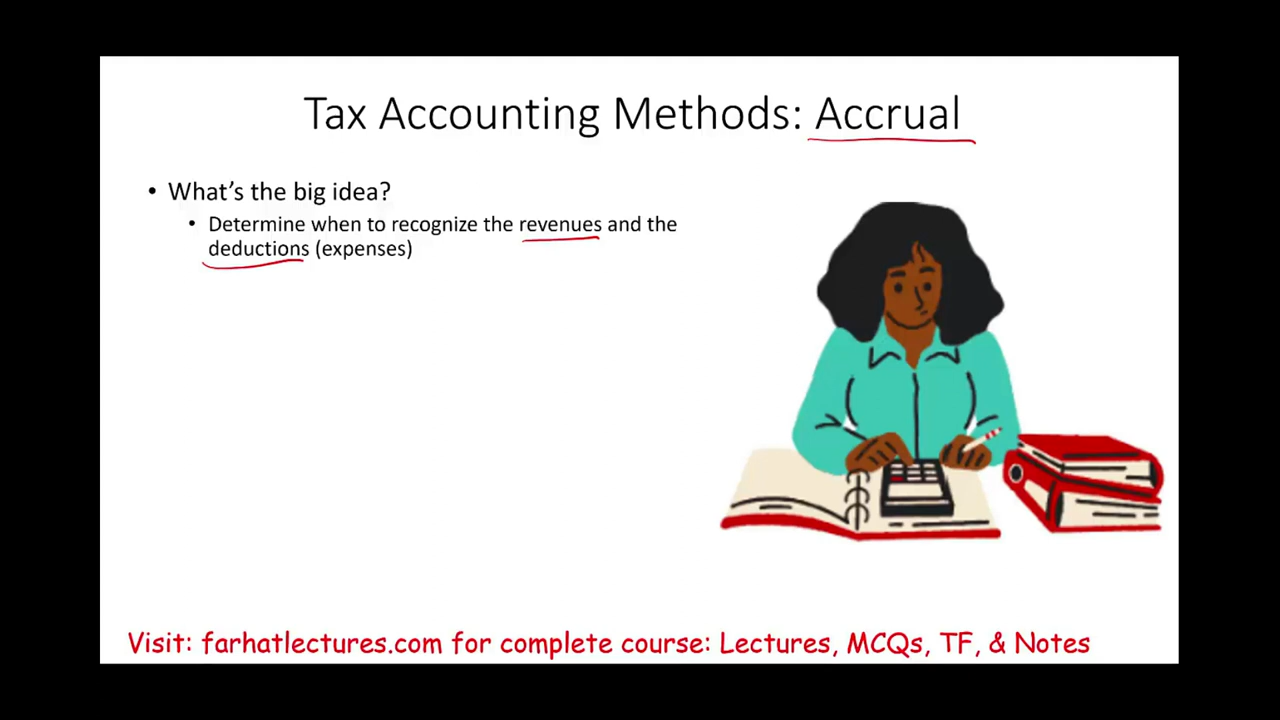 Tax Accounting Methods: Accrual
• What's the big idea?
• Determine when to recognize the revenues and the
deductions (expenses)
Visit: farhatlectures.com for complete course: Lectures, MCQs, TF, & Notes